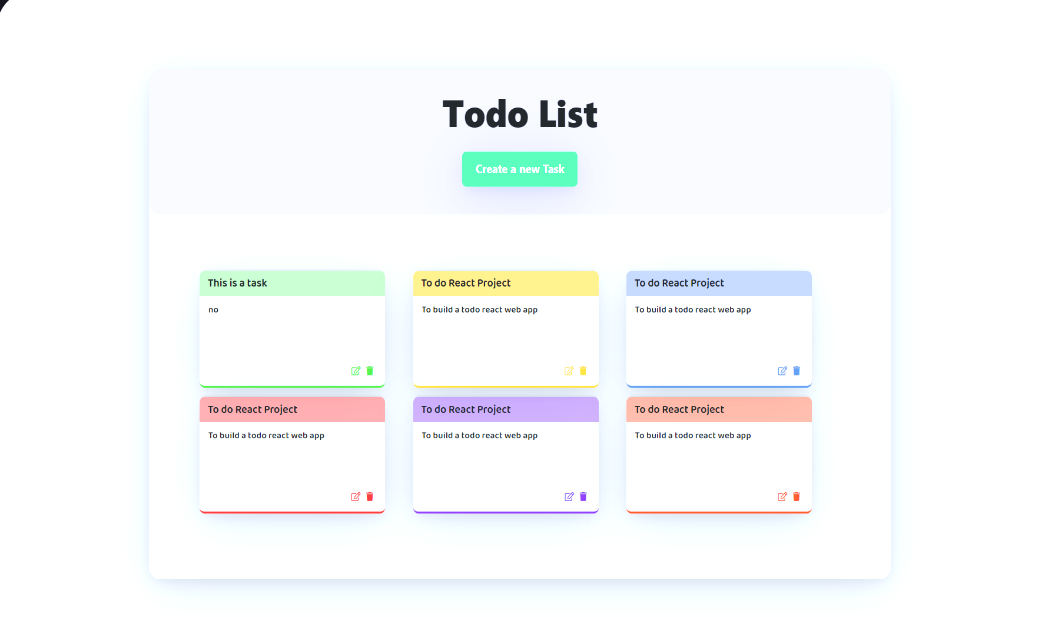 Todo List
Create a new Task
This is a task
no
To do React Project
To build a todo react web app
To do React Project
To build a todo react web app
To do React Project
To build a todo react web app
To do React Project
To build a todo react web app
To do React Project
To build a todo react web app